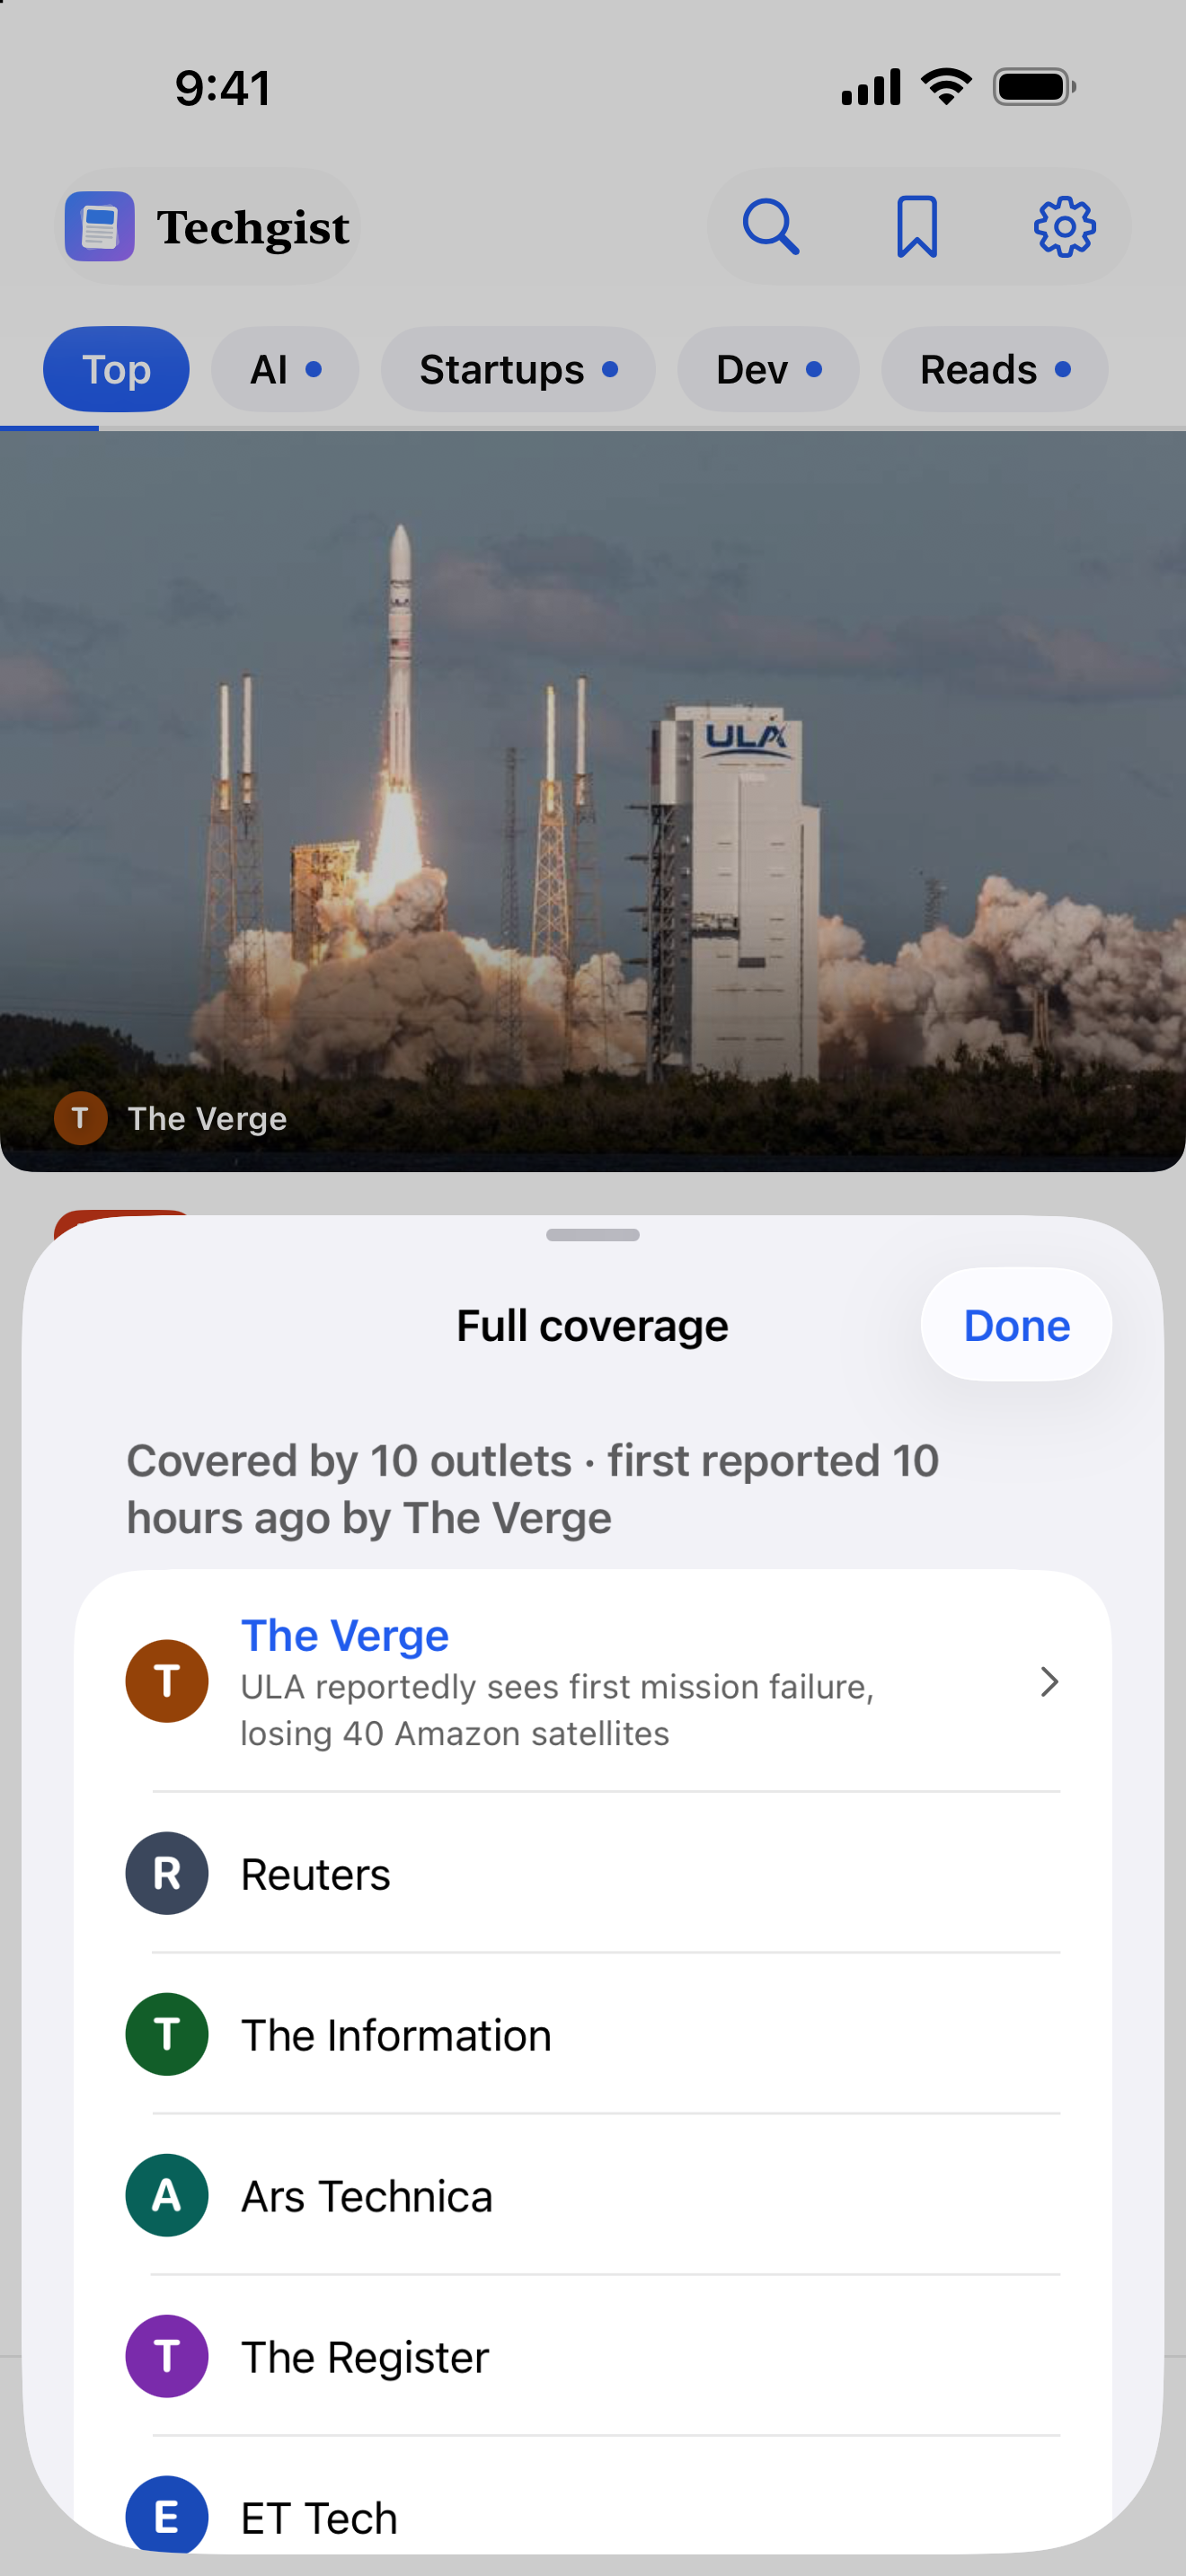 9:41
Techgist
Top
AI
Startups
Dev
Reads
ULA
T
The Verge
Full coverage
Done
Covered by 10 outlets · first reported 10
hours ago by The Verge
T
The Verge
ULA reportedly sees first mission failure,
losing 40 Amazon satellites
R
Reuters
T
The Information
A
Ars Technica
T
The Register
E
ET Tech